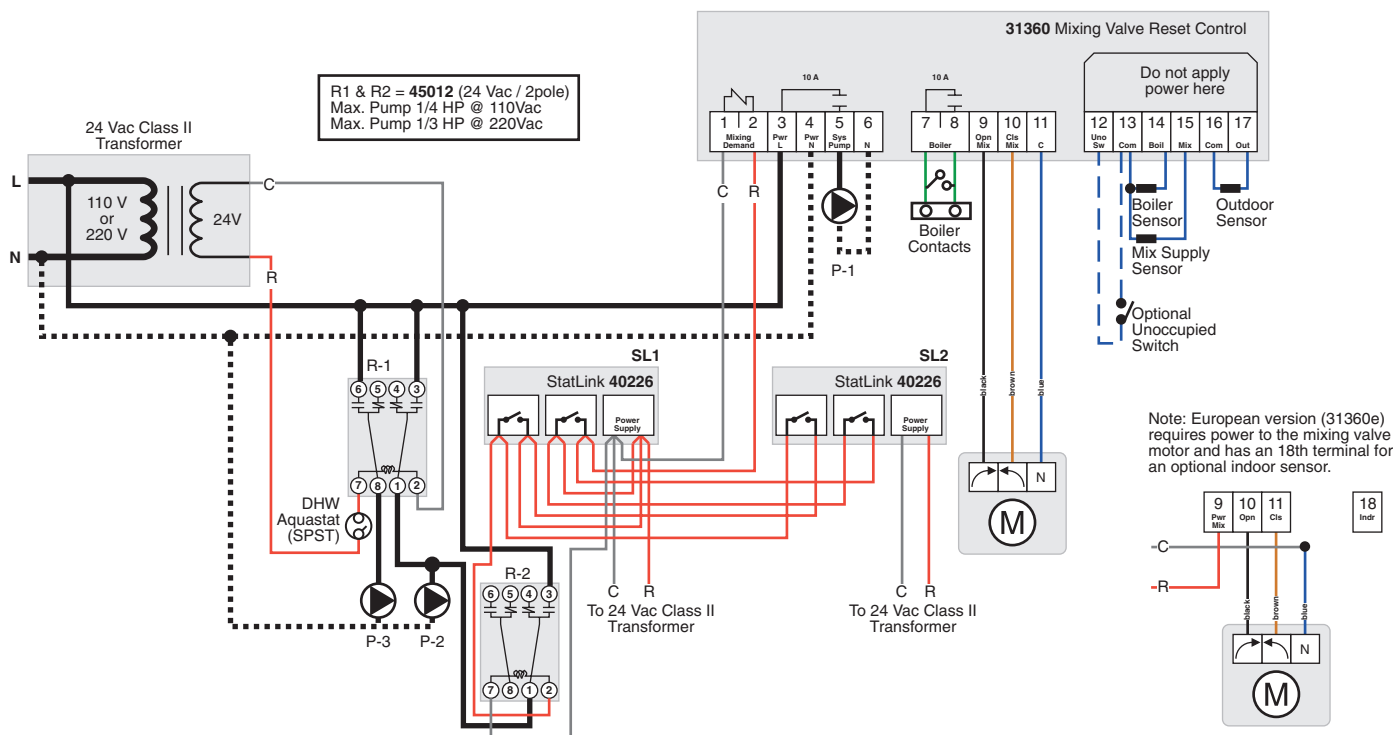 31360 Mixing Valve Reset Control
R1 & R2 = 45012 (24 Vac / 2pole)
Max. Pump 1/4 HP @ 110Vac
Max. Pump 1/3 HP @ 220Vac
24 Vac Class II
Transformer
L
N
110 V
or
220 V
24V
C
R
10 A
10 A
Do not apply
power here
1 2 3 4 5 6
Mixing
Demand
Pwr
L
Pwr
N
Sys
Pump
N
7 8 9 10 11
Boiler
Opn
Mix
Cls
Mix
C
12 13 14 15 16 17
Uno
Sw
Com
Boil
Mix
Com
Out
C
R
P-1
Boiler
Contacts
Boiler
Sensor
Outdoor
Sensor
Mix Supply
Sensor
Optional
Unoccupied
Switch
R-1
6 5 4 3
7 8 1 2
DHW
Aquastat
(SPST)
P-3
P-2
R-2
6 5 4 3
7 8 1 2
SL1
StatLink 40226
Power
Supply
C
R
To 24 Vac Class II
Transformer
SL2
StatLink 40226
Power
Supply
C
R
To 24 Vac Class II
Transformer
black
brown
blue
N
M
Note: European version (31360e)
requires power to the mixing valve
motor and has an 18th terminal for
an optional indoor sensor.
9 10 11
Pwr
Mix
Opn
Cls
18
Indr
C
R
black
brown
blue
N
M